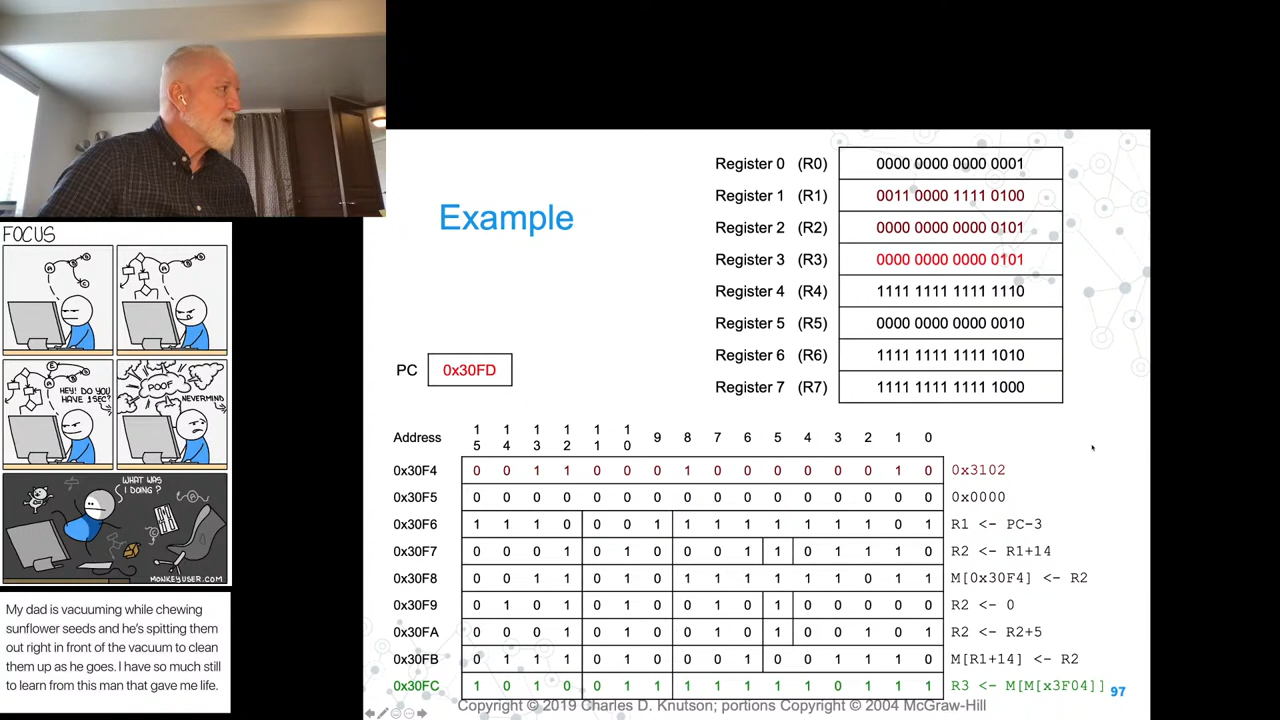 FOCUS
HEY! DO YOU
HAVE 1 SEC?
POOF
NEVERMIND
WHAT WAS
I DOING?
MONKEYUSER.COM
My dad is vacuuming while chewing
sunflower seeds and he's spitting them
out right in front of the vacuum to clean
them up as he goes. I have so much still
to learn from this man that gave me life.
Example
Register 0 (R0) 0000 0000 0000 0001
Register 1 (R1) 0011 0000 1111 0100
Register 2 (R2) 0000 0000 0000 0101
Register 3 (R3) 0000 0000 0000 0101
Register 4 (R4) 1111 1111 1111 1110
Register 5 (R5) 0000 0000 0000 0010
Register 6 (R6) 1111 1111 1111 1010
Register 7 (R7) 1111 1111 1111 1000
PC 0x30FD
Address 15 14 13 12 11 10 9 8 7 6 5 4 3 2 1 0
0x30F4 0 0 1 1 0 0 0 1 0 0 0 0 0 0 1 0 0x3102
0x30F5 0 0 0 0 0 0 0 0 0 0 0 0 0 0 0 0 0x0000
0x30F6 1 1 1 0 0 0 1 1 1 1 1 1 1 1 0 1 R1 <- PC-3
0x30F7 0 0 0 1 0 1 0 0 0 1 1 0 1 1 1 0 R2 <- R1+14
0x30F8 0 0 1 1 0 1 0 1 1 1 1 1 1 0 1 1 M[0x30F4] <- R2
0x30F9 0 1 0 1 0 1 0 0 1 0 1 0 0 0 0 0 R2 <- 0
0x30FA 0 0 0 1 0 1 0 0 1 0 1 0 0 1 0 1 R2 <- R2+5
0x30FB 0 1 1 1 0 1 0 0 0 1 0 0 1 1 1 0 M[R1+14] <- R2
0x30FC 1 0 1 0 0 1 1 1 1 1 1 1 0 1 1 1 R3 <- M[M[x3F04]]
97
Copyright © 2019 Charles D. Knutson; portions Copyright © 2004 McGraw-Hill